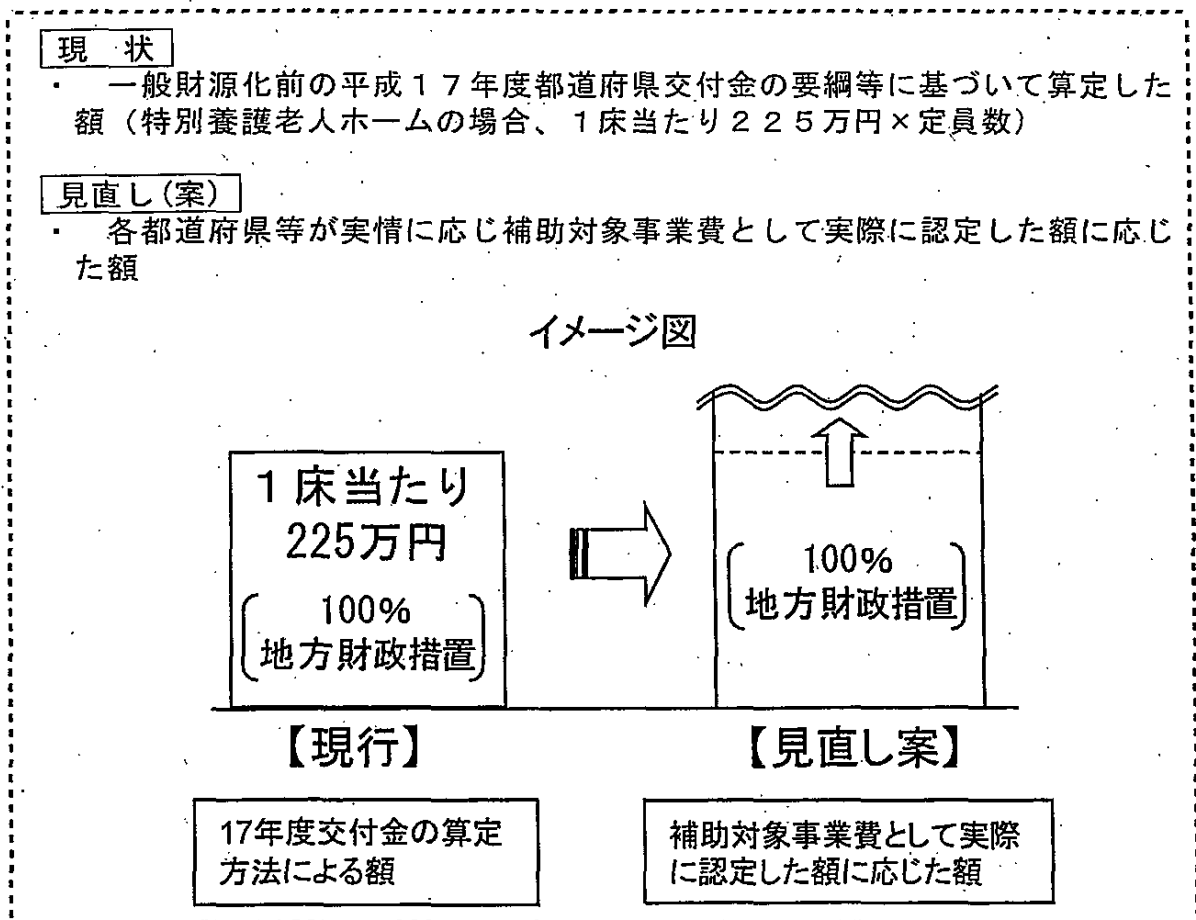 現　状
・　一般財源化前の平成１７年度都道府県交付金の要綱等に基づいて算定した
額（特別養護老人ホームの場合、１床当たり２２５万円×定員数）
見直し（案）
・　各都道府県等が実情に応じ補助対象事業費として実際に認定した額に応じ
た額
イメージ図
１床当たり
225万円
100%
地方財政措置
100%
地方財政措置
【現行】
【見直し案】
17年度交付金の算定
方法による額
補助対象事業費として実際
に認定した額に応じた額